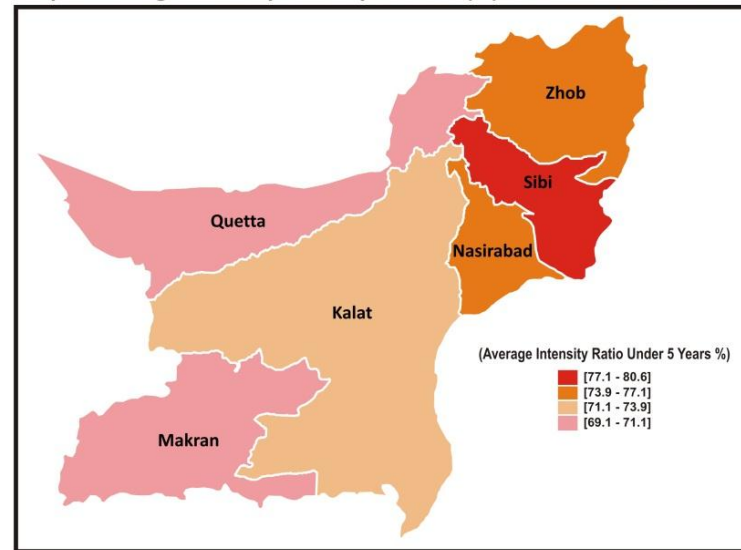 Zhob
Sibi
Quetta
Nasirabad
Kalat
(Average Intensity Ratio Under 5 Years %)
[77.1 - 80.6]
[73.9 - 77.1]
[71.1 - 73.9]
[69.1 - 71.1]
Makran